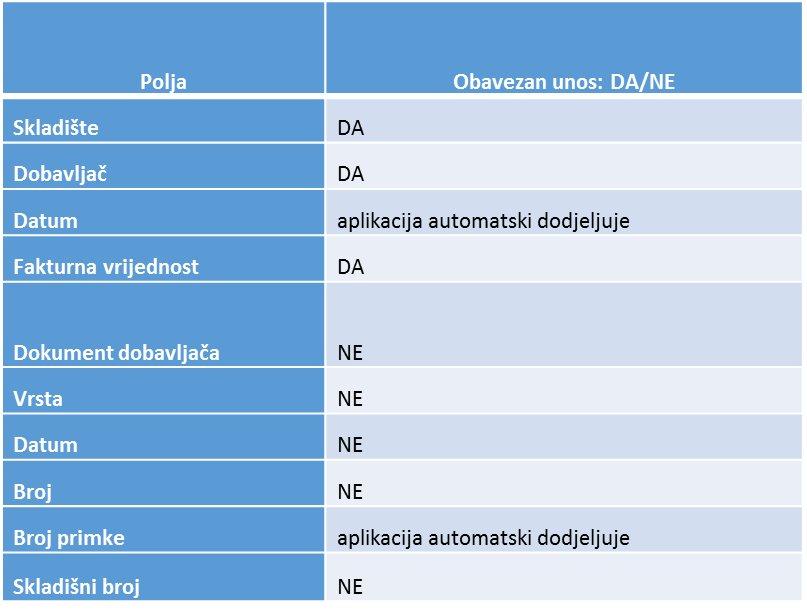 Polja Obavezan unos: DA/NE
Skladište DA
Dobavljač DA
Datum aplikacija automatski dodjeljuje
Fakturna vrijednost DA
Dokument dobavljača NE
Vrsta NE
Datum NE
Broj NE
Broj primke aplikacija automatski dodjeljuje
Skladišni broj NE